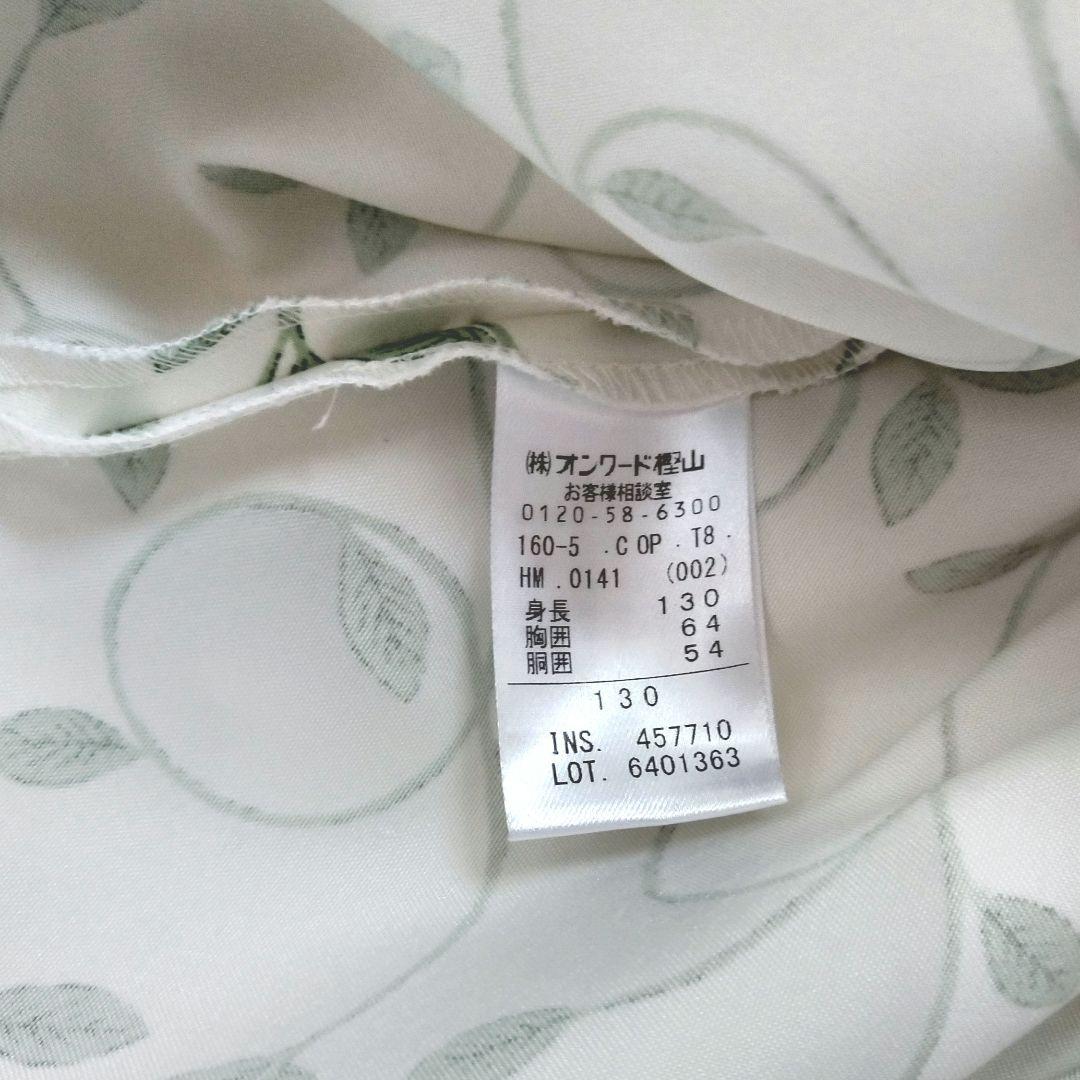 (株)オンワード樫山
お客様相談室
0120-58-6300
160-5 .C OP . T8 .
HM .0141 (002)
身長 130
胸囲 64
胴囲 54
130
INS. 457710
LOT. 6401363